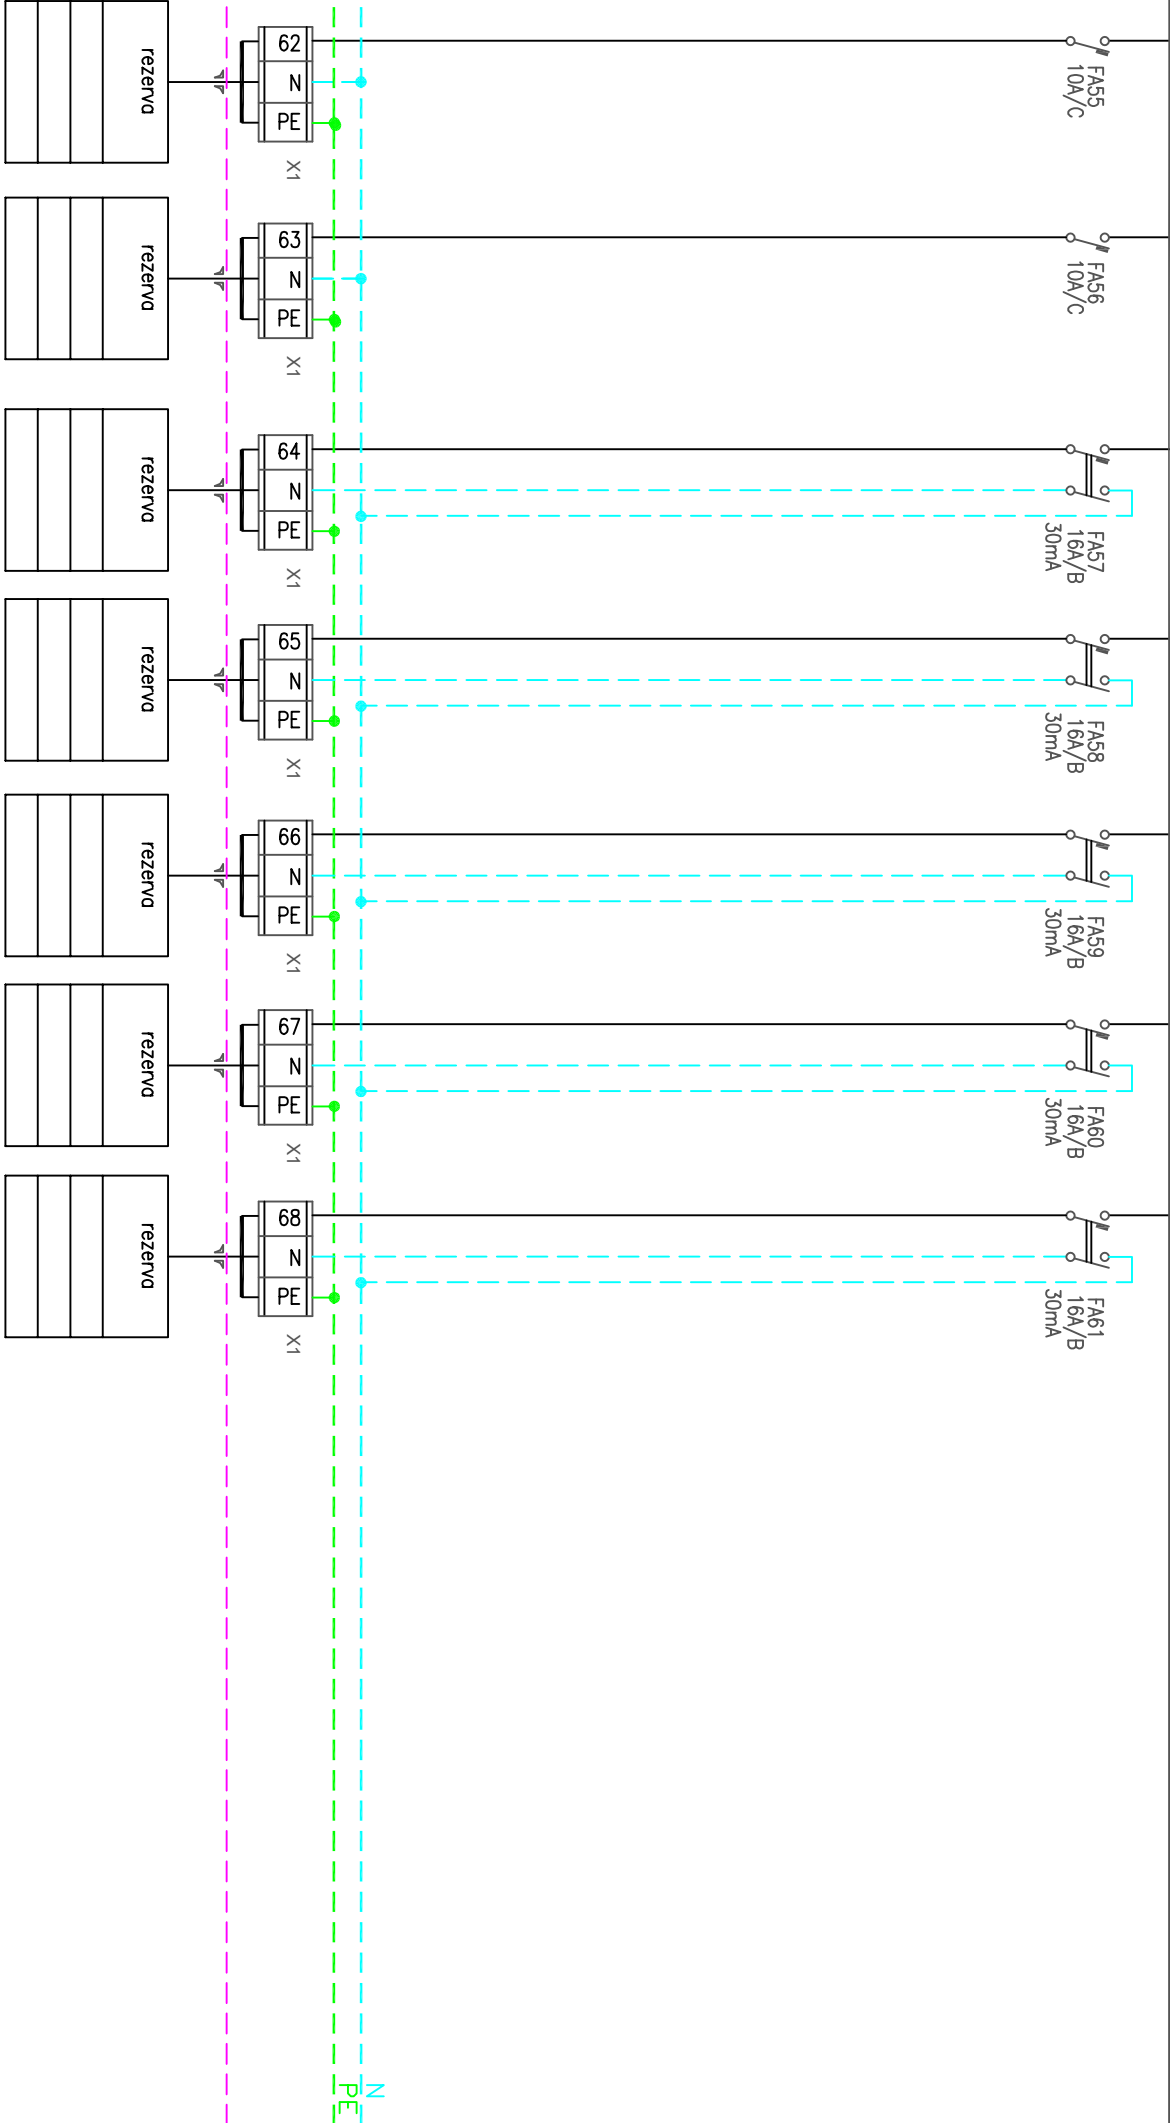 FA55
10A/C
62
N
PE
X1
rezerva
FA56
10A/C
63
N
PE
X1
rezerva
FA57
16A/B
30mA
64
N
PE
X1
rezerva
FA58
16A/B
30mA
65
N
PE
X1
rezerva
FA59
16A/B
30mA
66
N
PE
X1
rezerva
FA60
16A/B
30mA
67
N
PE
X1
rezerva
FA61
16A/B
30mA
68
N
PE
X1
rezerva
N
PE